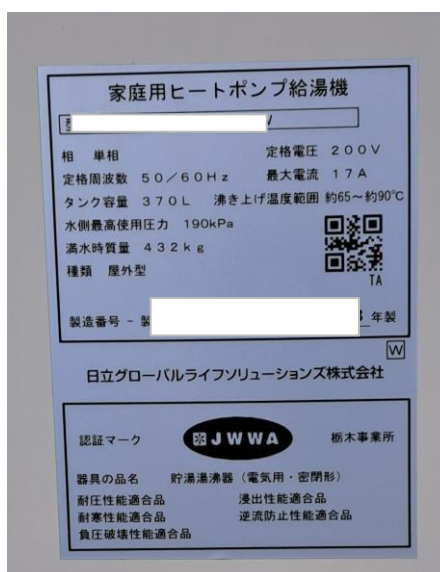 家庭用ヒートポンプ給湯機
相 単相 定格電圧 200V
定格周波数 50/60Hz 最大電流 17A
タンク容量 370L 沸き上げ温度範囲 約65～約90℃
水側最高使用圧力 190kPa
満水時質量 432kg
種類 屋外型
TA
製造番号 - 製 年製
W
日立グローバルライフソリューションズ株式会社
認証マーク JWWA 栃木事業所
器具の品名 貯湯湯沸器（電気用・密閉形）
耐圧性能適合品 浸出性能適合品
耐寒性能適合品 逆流防止性能適合品
負圧破壊性能適合品